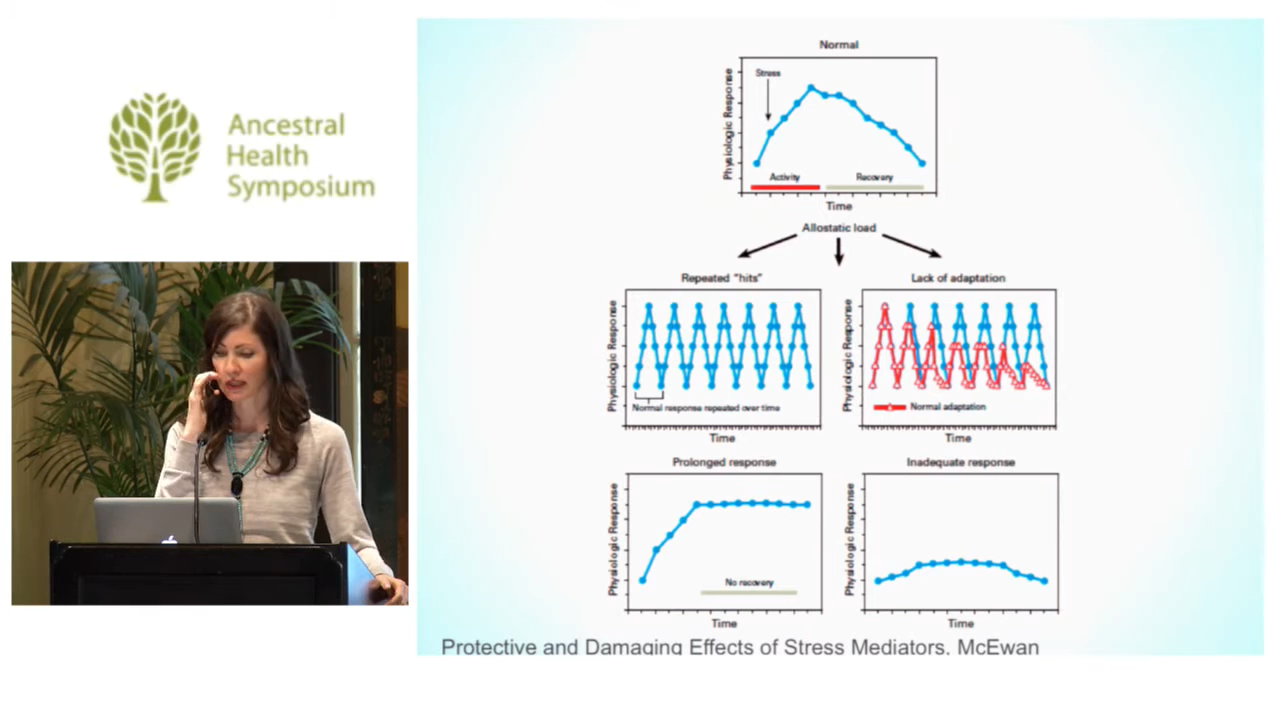 Ancestral
Health
Symposium
Normal
Physiologic Response
Stress
Activity
Recovery
Time
Allostatic load
Repeated "hits"
Physiologic Response
Normal response repeated over time
Time
Lack of adaptation
Physiologic Response
Normal adaptation
Time
Prolonged response
Physiologic Response
No recovery
Time
Inadequate response
Physiologic Response
Time
Protective and Damaging Effects of Stress Mediators, McEwan